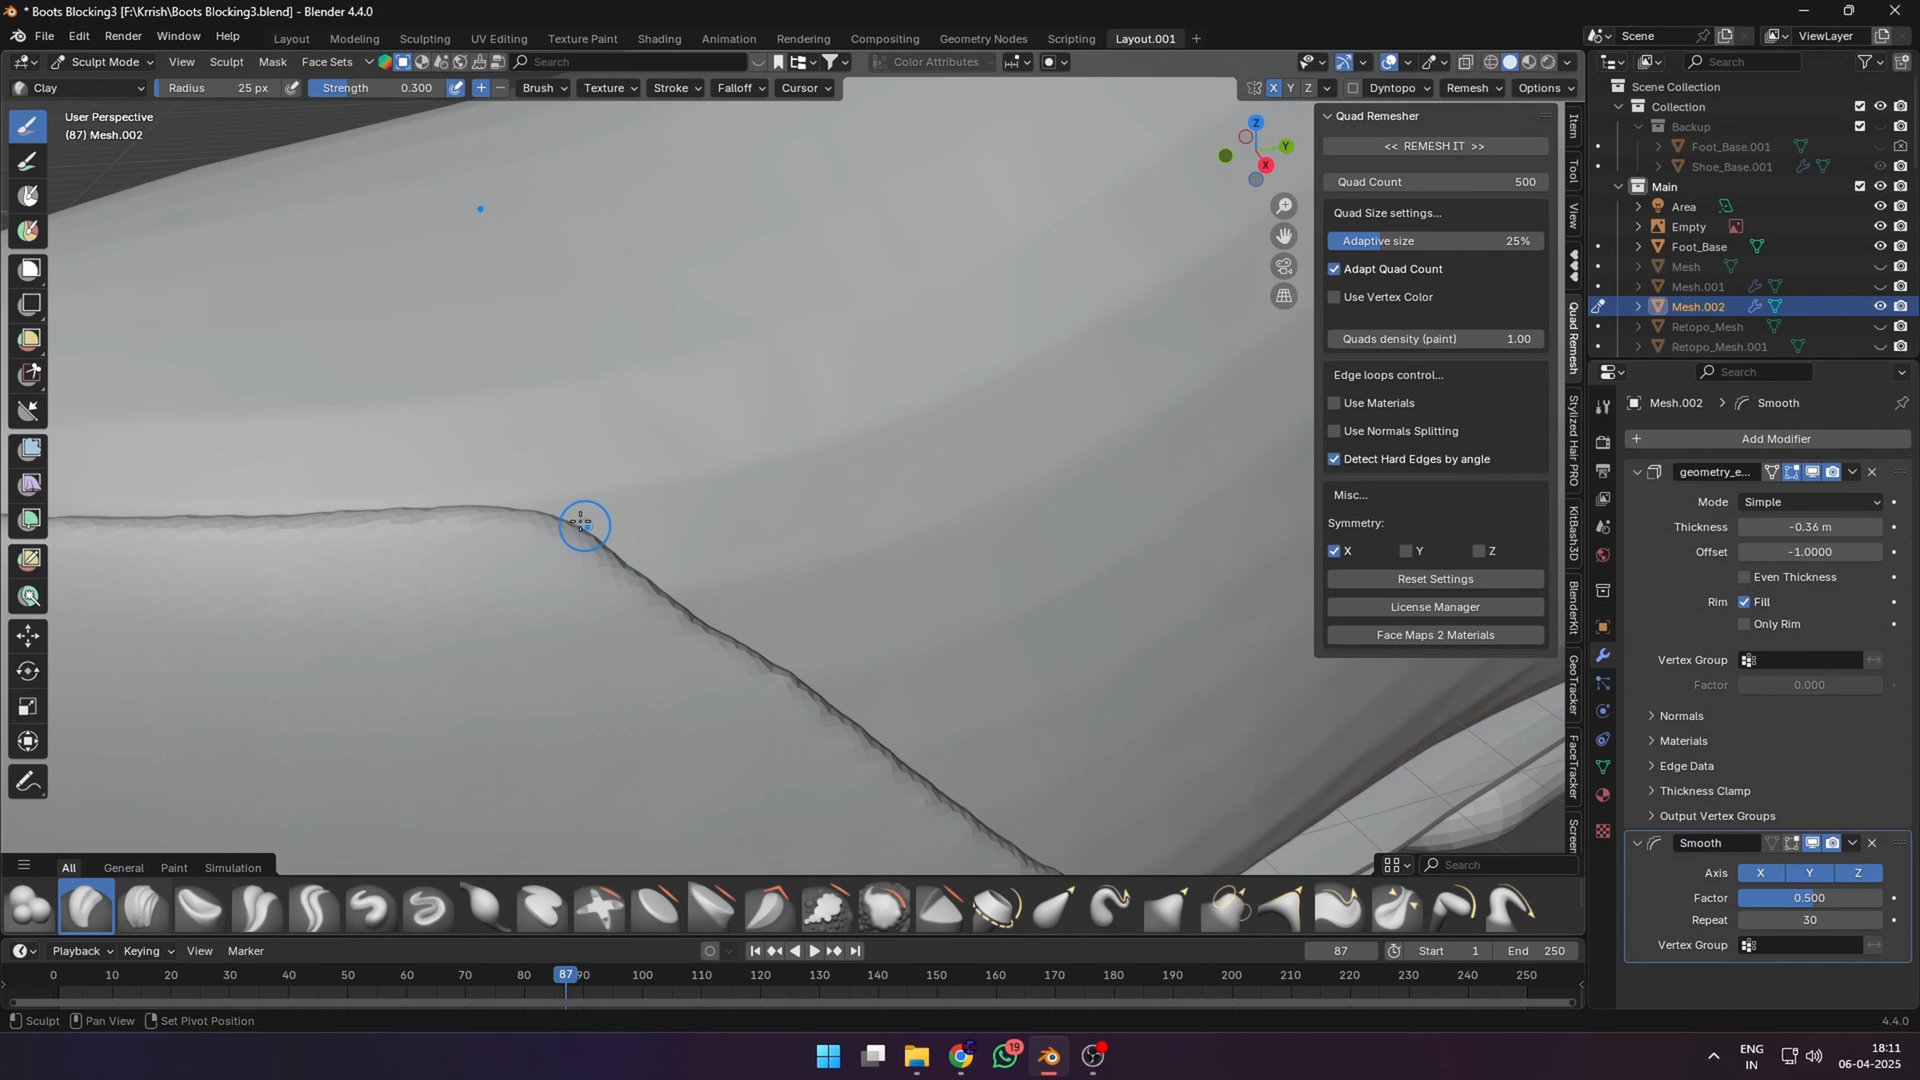 * Boots Blocking3 [F:\Krrish\Boots Blocking3.blend] - Blender 4.4.0
File Edit Render Window Help
Layout Modeling Sculpting UV Editing Texture Paint Shading Animation Rendering Compositing Geometry Nodes Scripting Layout.001 +
Scene ViewLayer
Sculpt Mode View Sculpt Mask Face Sets Search Color Attributes
Search
Clay Radius 25 px Strength 0.300 Brush Texture Stroke Falloff Cursor X Y Z Dyntopo Remesh Options
User Perspective
(87) Mesh.002
Z
Y
X
Quad Remesher
<< REMESH IT >>
Quad Count 500
Quad Size settings...
Adaptive size 25%
Adapt Quad Count
Use Vertex Color
Quads density (paint) 1.00
Edge loops control...
Use Materials
Use Normals Splitting
Detect Hard Edges by angle
Misc...
Symmetry:
X Y Z
Reset Settings
License Manager
Face Maps 2 Materials
Item
Tool
View
Quad Remesh
Stylized Hair PRO
KitBash3D
BlenderKit
GeoTracker
FaceTracker
Screen
Scene Collection
Collection
Backup
Foot_Base.001
Shoe_Base.001
Main
Area
Empty
Foot_Base
Mesh
Mesh.001
Mesh.002
Retopo_Mesh
Retopo_Mesh.001
Search
Mesh.002 > Smooth
+ Add Modifier
geometry_e...
Mode Simple
Thickness -0.36 m
Offset -1.0000
Even Thickness
Rim Fill
Only Rim
Vertex Group
Factor 0.000
Normals
Materials
Edge Data
Thickness Clamp
Output Vertex Groups
Smooth
Axis X Y Z
Factor 0.500
Repeat 30
Vertex Group
All General Paint Simulation Search
Playback Keying View Marker 87 Start 1 End 250
0 10 20 30 40 50 60 70 80 87 90 100 110 120 130 140 150 160 170 180 190 200 210 220 230 240 250
Sculpt Pan View Set Pivot Position 4.4.0
19
ENG
IN
18:11
06-04-2025